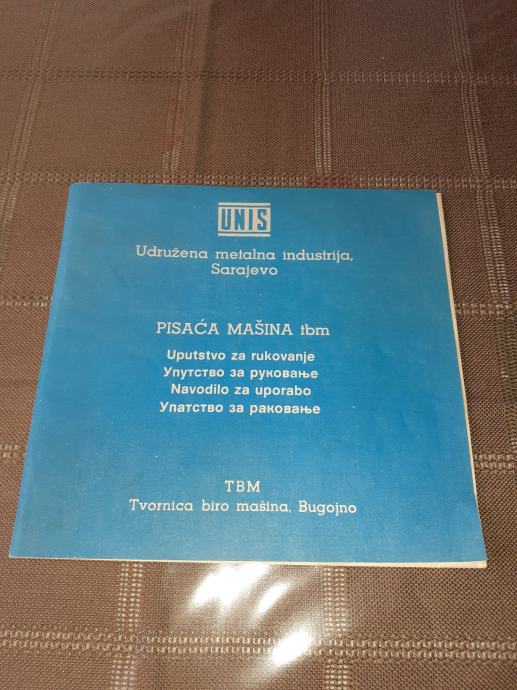 UNIS
Udružena metalna industrija,
Sarajevo
PISAĆA MAŠINA tbm
Uputstvo za rukovanje
Упутство за руковање
Navodilo za uporabo
Упатство за раковање
TBM
Tvornica biro mašina, Bugojno